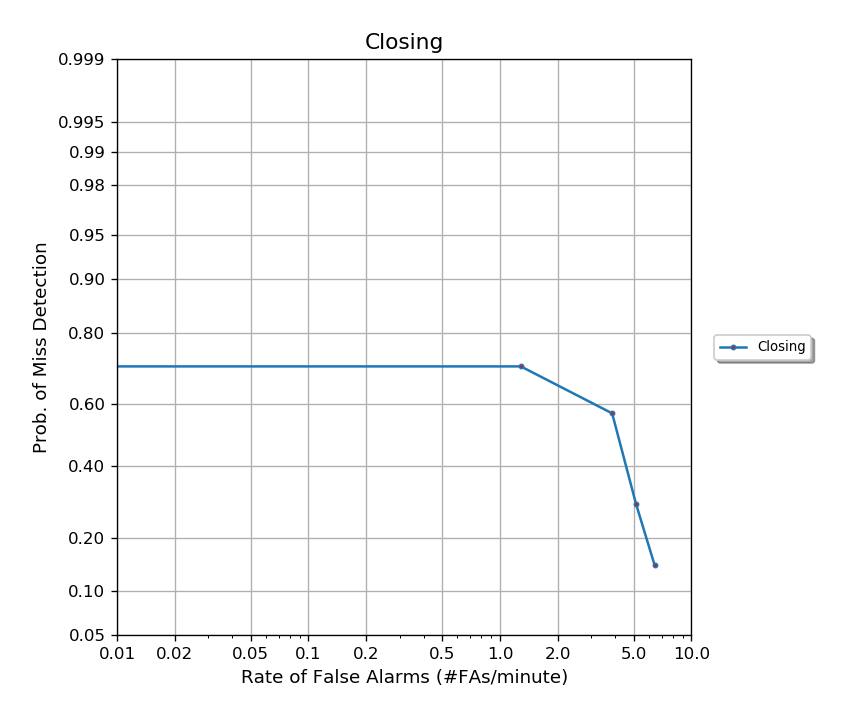 Closing
0.999
0.995
0.99
0.98
0.95
0.90
0.80
0.60
0.40
0.20
0.10
0.05
Prob. of Miss Detection
0.01 0.02 0.05 0.1 0.2 0.5 1.0 2.0 5.0 10.0
Rate of False Alarms (#FAs/minute)
Closing